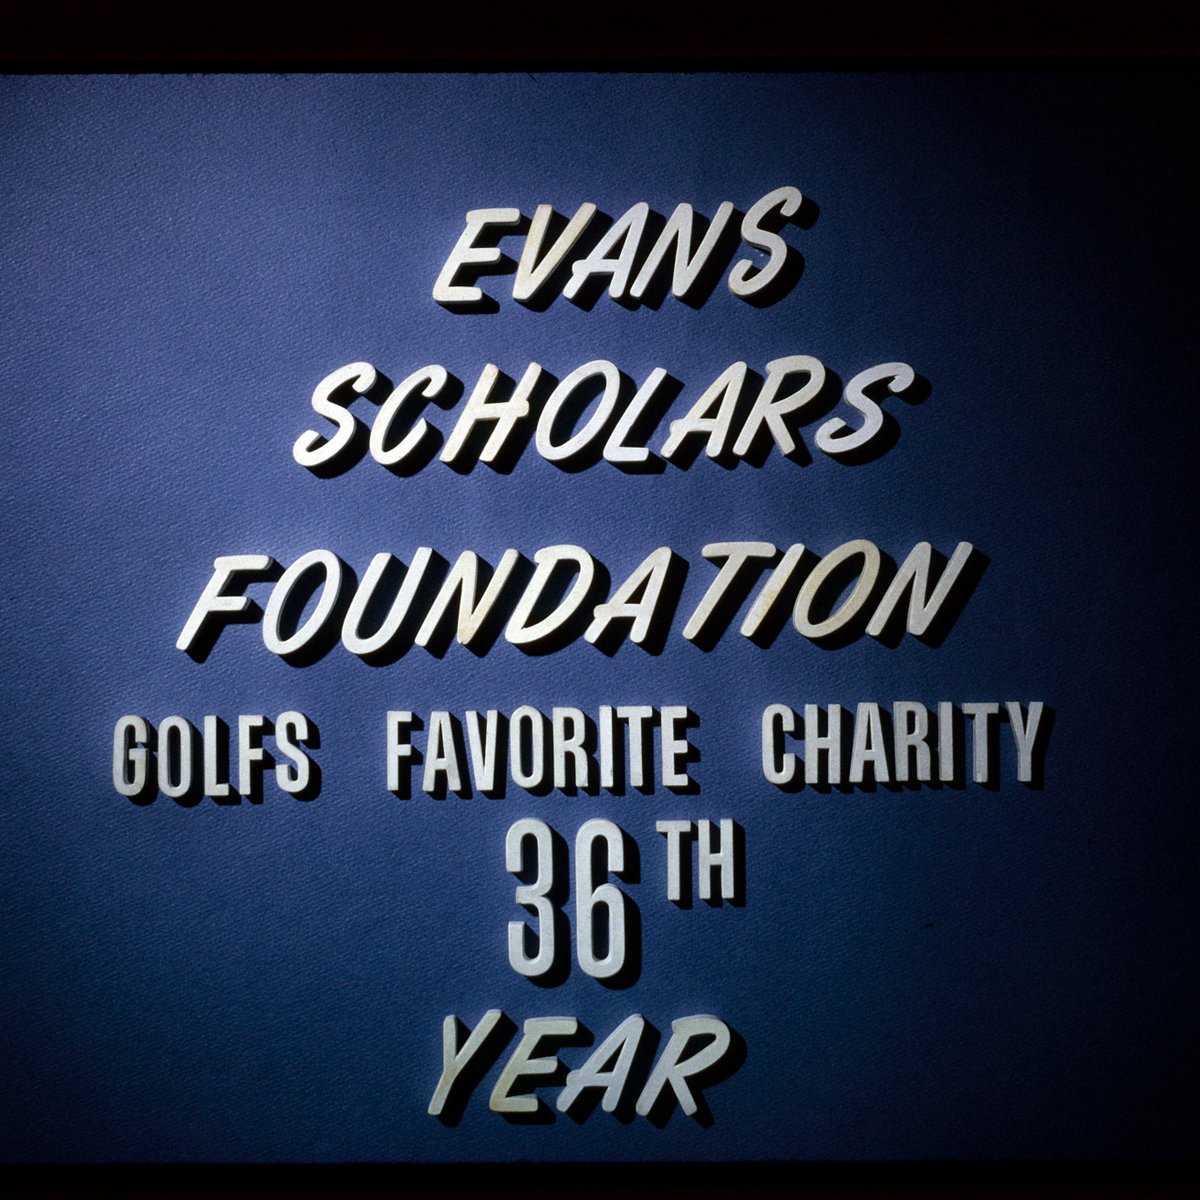 EVANS
SCHOLARS
FOUNDATION
GOLFS FAVORITE CHARITY
36TH
YEAR